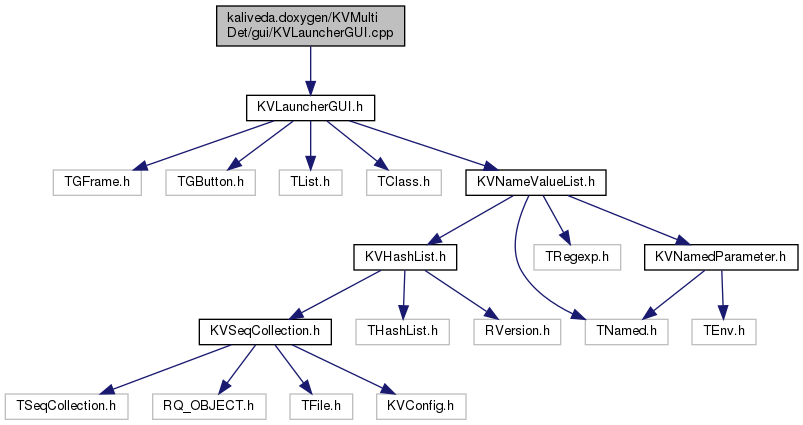 kaliveda.doxygen/KVMulti
Det/gui/KVLauncherGUI.cpp
KVLauncherGUI.h
TGFrame.h
TGButton.h
TList.h
TClass.h
KVNameValueList.h
KVHashList.h
TRegexp.h
KVNamedParameter.h
KVSeqCollection.h
THashList.h
RVersion.h
TNamed.h
TEnv.h
TSeqCollection.h
RQ_OBJECT.h
TFile.h
KVConfig.h